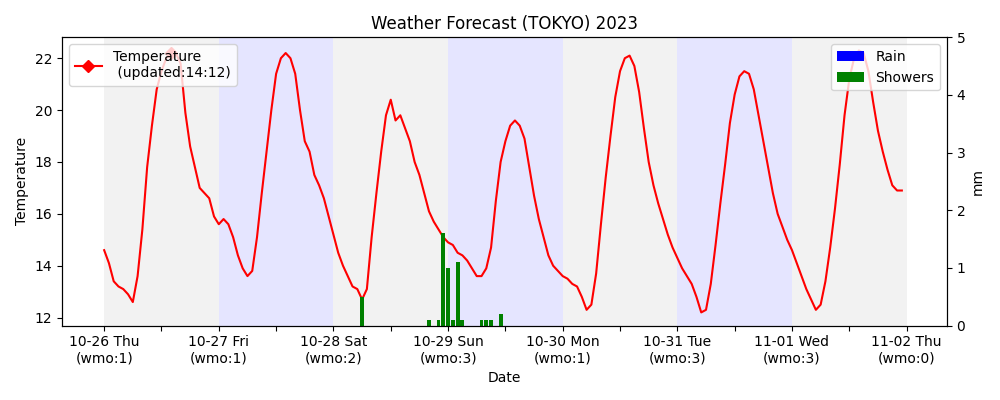 Weather Forecast (TOKYO) 2023
Temperature
(updated:14:12)
Rain
Showers
22
20
18
16
14
12
Temperature
5
4
3
2
1
0
mm
10-26 Thu
(wmo:1)
10-27 Fri
(wmo:1)
10-28 Sat
(wmo:2)
10-29 Sun
(wmo:3)
10-30 Mon
(wmo:1)
10-31 Tue
(wmo:3)
11-01 Wed
(wmo:3)
11-02 Thu
(wmo:0)
Date